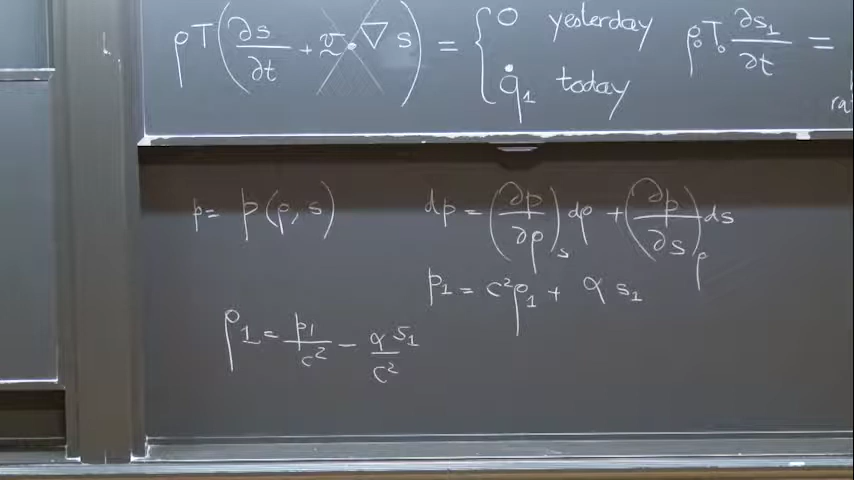 ρT(∂s/∂t + v·∇s) = { 0 yesterday
q̇₁ today
ρ₀T₀ ∂s₁/∂t =
p = p(ρ, s)
dp = (∂p/∂ρ)ₛ dρ + (∂p/∂s)ᵨ ds
p₁ = c²ρ₁ + α s₁
ρ₁ = p₁/c² − α s₁/c²